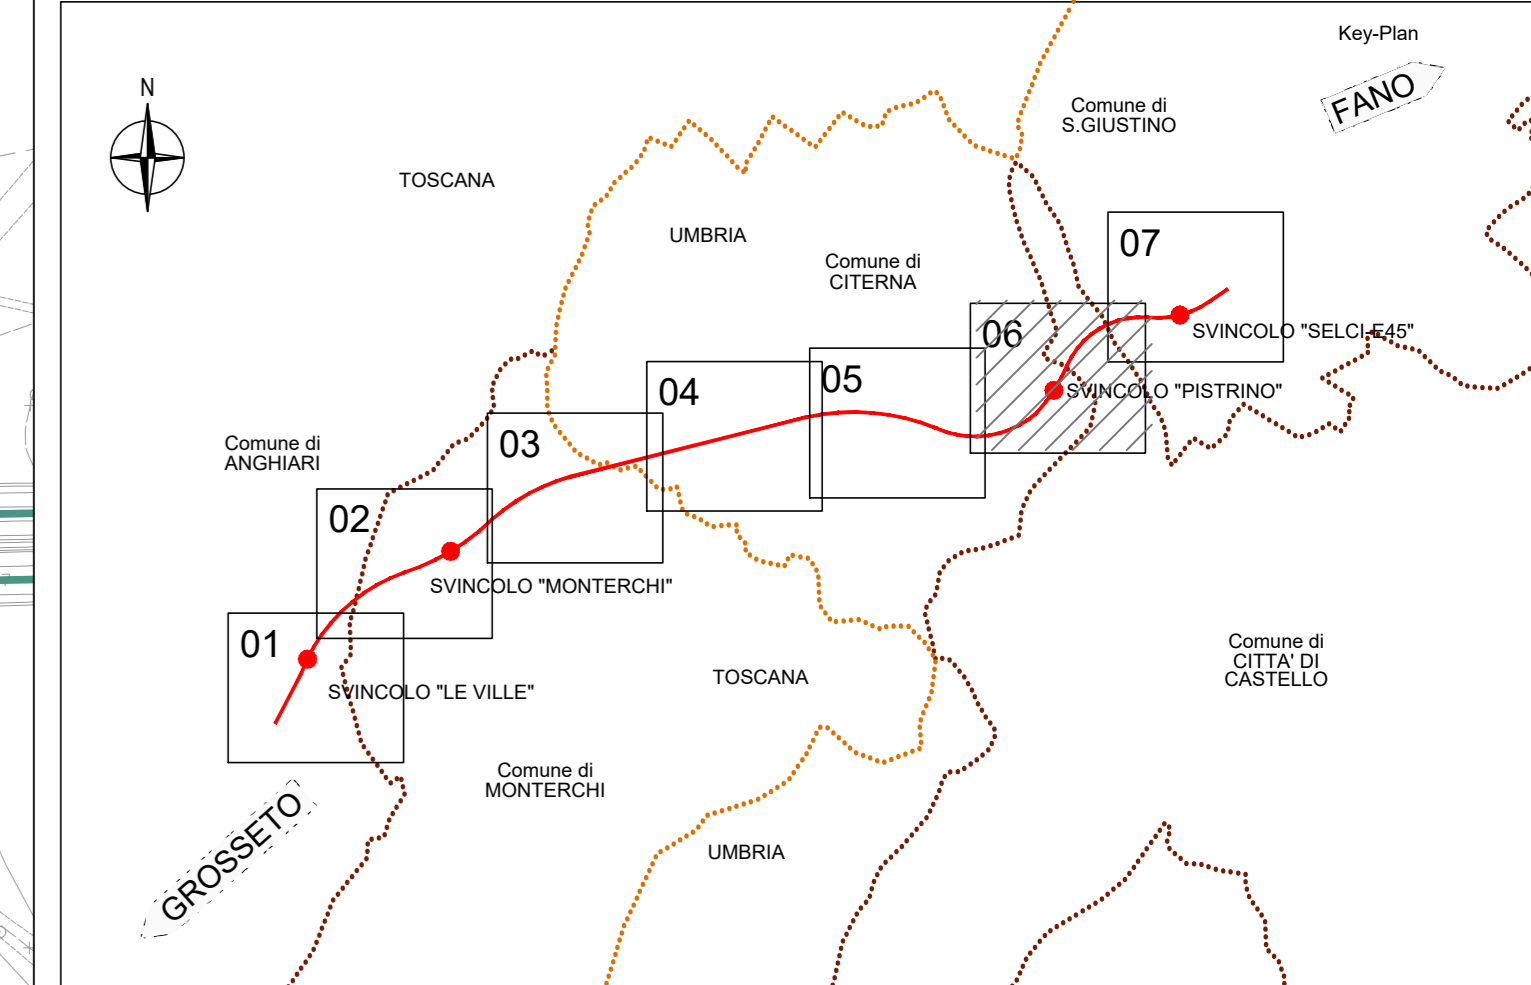 Key-Plan
FANO
N
Comune di
S.GIUSTINO
TOSCANA
UMBRIA
Comune di
CITERNA
07
06
SVINCOLO "SELCI-E45"
05
04
SVINCOLO "PISTRINO"
03
Comune di
ANGHIARI
02
SVINCOLO "MONTERCHI"
01
SVINCOLO "LE VILLE"
TOSCANA
Comune di
CITTA' DI
CASTELLO
Comune di
MONTERCHI
GROSSETO
UMBRIA